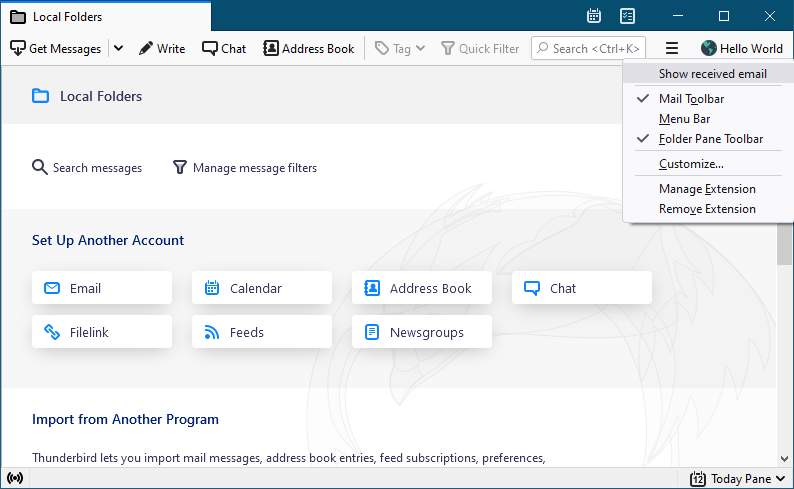 Local Folders
Get Messages Write Chat Address Book Tag Quick Filter Search <Ctrl+K> Hello World
Show received email
Mail Toolbar
Menu Bar
Folder Pane Toolbar
Customize...
Manage Extension
Remove Extension
Local Folders
Search messages Manage message filters
Set Up Another Account
Email Calendar Address Book Chat
Filelink Feeds Newsgroups
Import from Another Program
Thunderbird lets you import mail messages, address book entries, feed subscriptions, preferences,
12 Today Pane